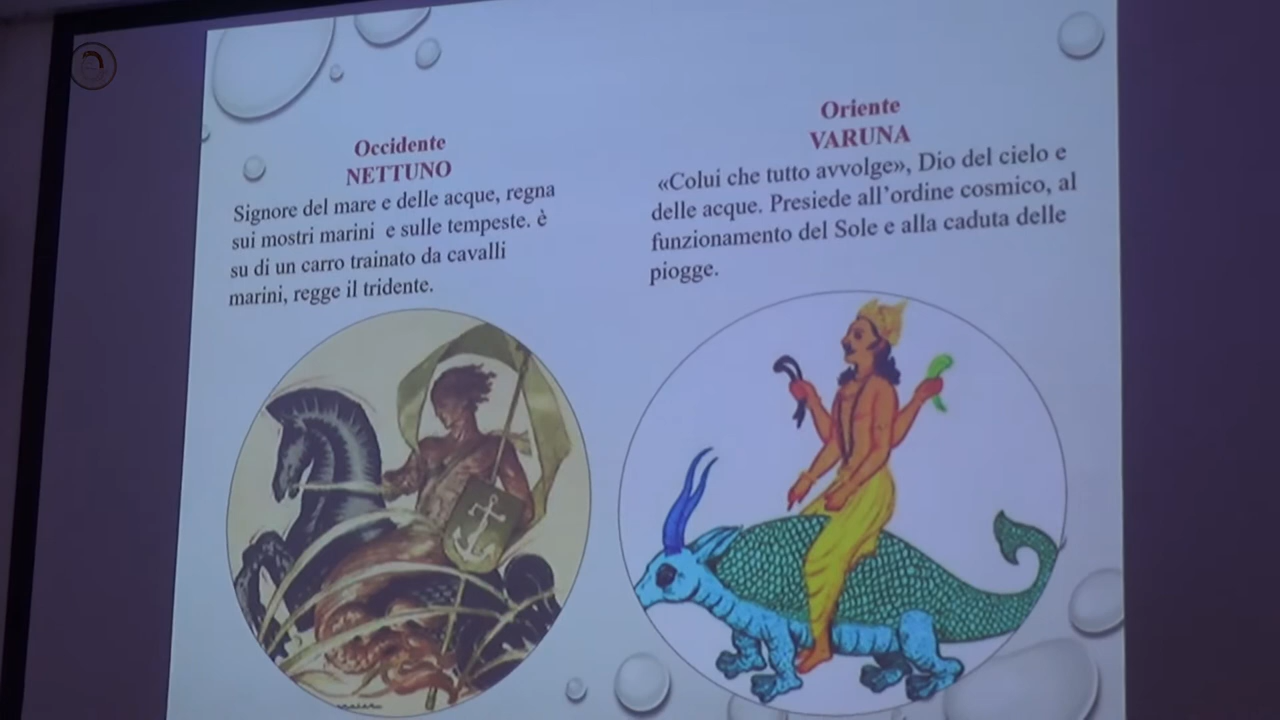 Occidente
NETTUNO
Signore del mare e delle acque, regna
sui mostri marini e sulle tempeste. è
su di un carro trainato da cavalli
marini, regge il tridente.
Oriente
VARUNA
«Colui che tutto avvolge», Dio del cielo e
delle acque. Presiede all'ordine cosmico, al
funzionamento del Sole e alla caduta delle
piogge.